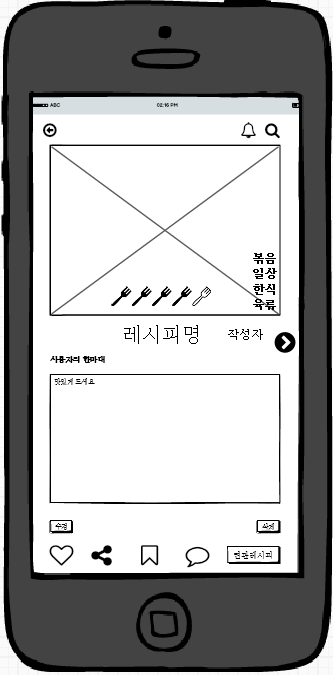 ABC
02:16 PM
볶음
일상
한식
육류
레시피명 작성자
사용자의 한마디
맛있게 드세요
수정 삭제
연관레시피